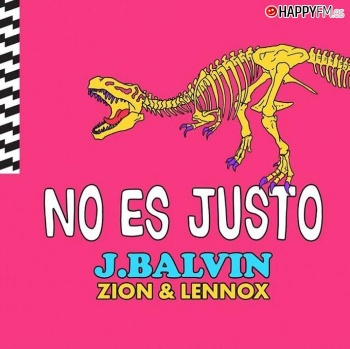 HAPPYFM.es
NO ES JUSTO
J.BALVIN
ZION & LENNOX